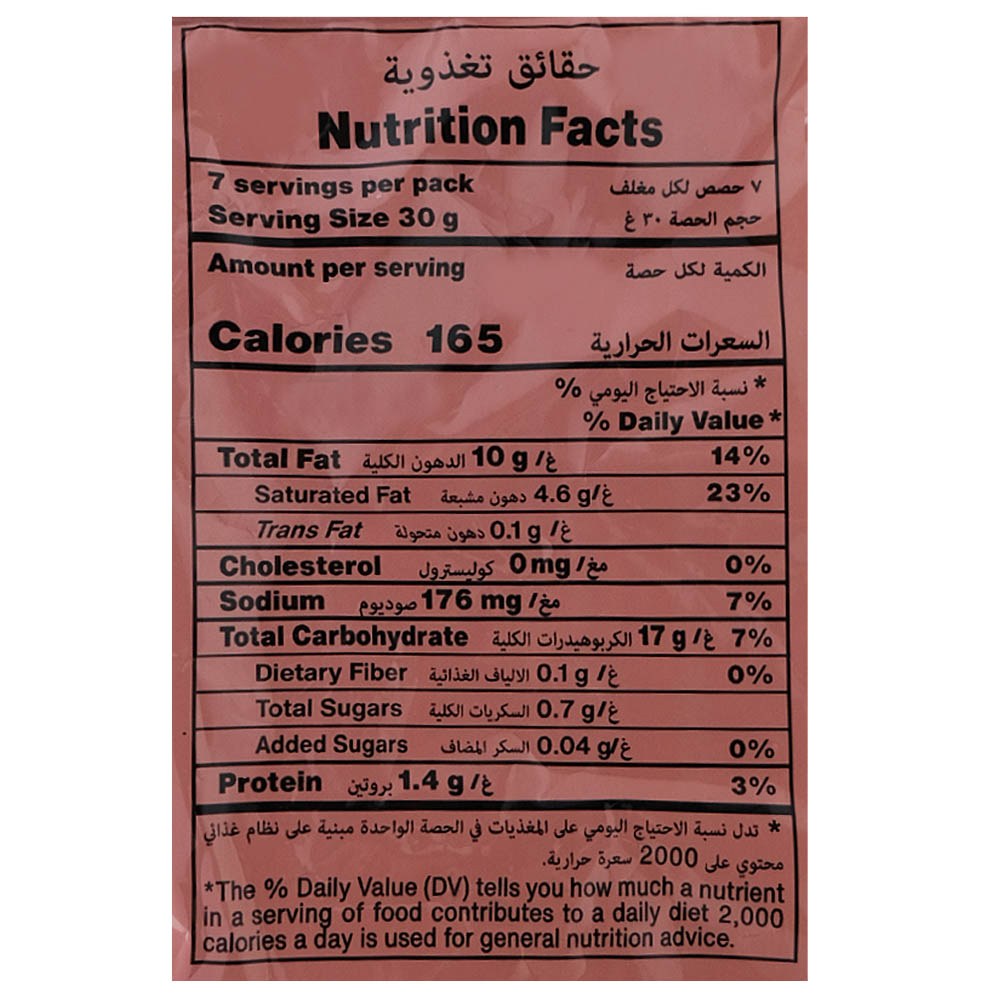 حقائق تغذوية
Nutrition Facts
7 servings per pack ٧ حصص لكل مغلف
Serving Size 30 g حجم الحصة ٣٠ غ
Amount per serving الكمية لكل حصة
Calories 165 السعرات الحرارية
* نسبة الاحتياج اليومي %
% Daily Value *
Total Fat الدهون الكلية 10 g /غ 14%
Saturated Fat دهون مشبعة 4.6 g/غ 23%
Trans Fat دهون متحولة 0.1 g /غ
Cholesterol كوليسترول 0 mg /مغ 0%
Sodium صوديوم 176 mg /مغ 7%
Total Carbohydrate الكربوهيدرات الكلية 17 g /غ 7%
Dietary Fiber الالياف الغذائية 0.1 g /غ 0%
Total Sugars السكريات الكلية 0.7 g/غ
Added Sugars السكر المضاف 0.04 g/غ 0%
Protein بروتين 1.4 g /غ 3%
* تدل نسبة الاحتياج اليومي على المغذيات في الحصة الواحدة مبنية على نظام غذائي
محتوي على 2000 سعرة حرارية.
*The % Daily Value (DV) tells you how much a nutrient
in a serving of food contributes to a daily diet 2,000
calories a day is used for general nutrition advice.